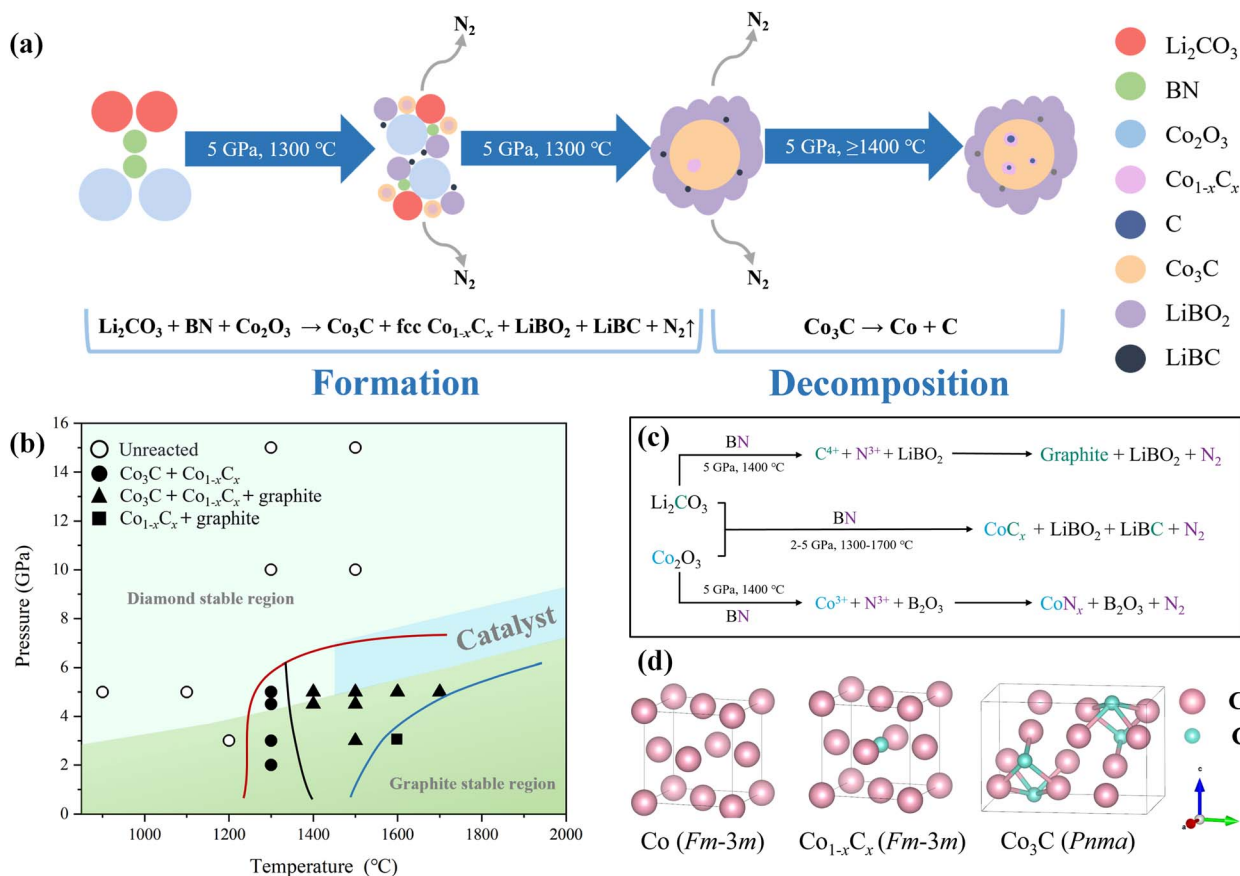 (a)
N₂
N₂
5 GPa, 1300 ℃
5 GPa, 1300 ℃
5 GPa, ≥1400 ℃
N₂
N₂
Li₂CO₃ + BN + Co₂O₃ → Co₃C + fcc Co₁₋ₓCₓ + LiBO₂ + LiBC + N₂↑
Co₃C → Co + C
Formation
Decomposition
Li₂CO₃
BN
Co₂O₃
Co₁₋ₓCₓ
C
Co₃C
LiBO₂
LiBC
(b)
Unreacted
Co₃C + Co₁₋ₓCₓ
Co₃C + Co₁₋ₓCₓ + graphite
Co₁₋ₓCₓ + graphite
Diamond stable region
Catalyst
Graphite stable region
Pressure (GPa)
16
14
12
10
8
6
4
2
0
1000 1200 1400 1600 1800 2000
Temperature (℃)
(c)
BN
5 GPa, 1400 ℃
C⁴⁺ + N³⁺ + LiBO₂
Graphite + LiBO₂ + N₂
Li₂CO₃
BN
2-5 GPa, 1300-1700 ℃
CoCₓ + LiBO₂ + LiBC + N₂
Co₂O₃
5 GPa, 1400 ℃
BN
Co³⁺ + N³⁺ + B₂O₃
CoNₓ + B₂O₃ + N₂
(d)
Co (Fm-3m)
Co₁₋ₓCₓ (Fm-3m)
Co₃C (Pnma)
c
a